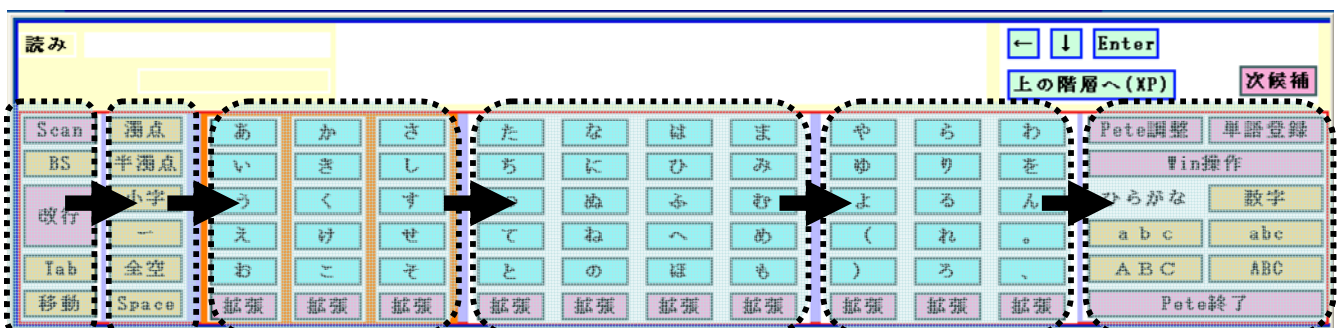 読み ← ↓ Enter
上の階層へ(XP) 次候補
Scan 濁点 あ か さ た な は ま や ら わ Pete調整 単語登録
BS 半濁点 い き し ち に ひ み ゆ り を Win操作
改行 小字 う く す ぬ ふ む よ る ん ひらがな 数字
ー え け せ て ね へ め ( れ 。 ａｂｃ abc
Tab 全空 お こ そ と の ほ も ) ろ 、 ＡＢＣ ABC
移動 Space 拡張 拡張 拡張 拡張 拡張 拡張 拡張 拡張 拡張 拡張 Pete終了